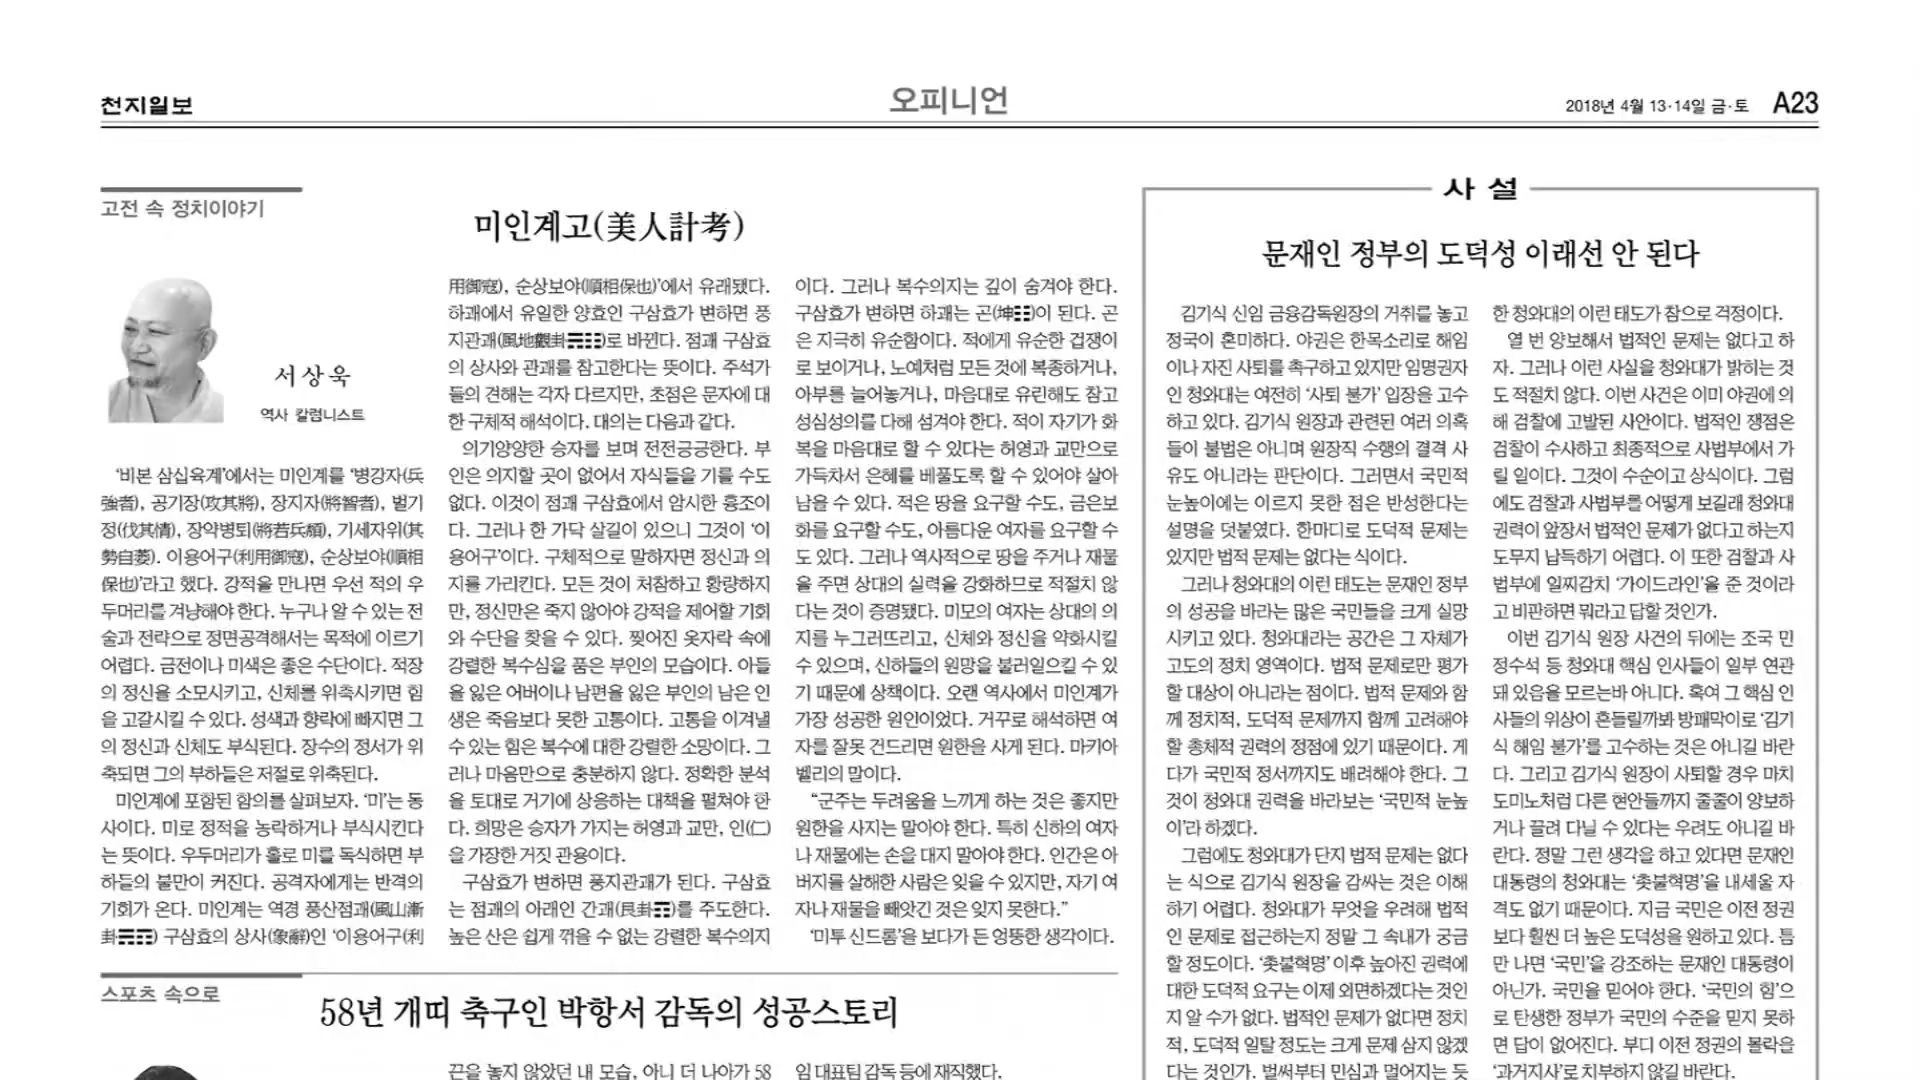 천지일보
오피니언
2018년 4월 13·14일 금·토 A23
고전 속 정치이야기
미인계고(美人計考)
서 상 욱
역사 칼럼니스트
‘비본 삼십육계’에서는 미인계를 ‘병강자(兵
強者), 공기장(攻其將), 장지자(將智者), 벌기
정(伐其情), 장약병퇴(將若兵頹), 기세자위(其
勢自萎). 이용어구(利用御寇), 순상보야(順相
保也)’라고 했다. 강적을 만나면 우선 적의 우
두머리를 겨냥해야 한다. 누구나 알 수 있는 전
술과 전략으로 정면공격해서는 목적에 이르기
어렵다. 금전이나 미색은 좋은 수단이다. 적장
의 정신을 소모시키고, 신체를 위축시키면 힘
을 고갈시킬 수 있다. 성색과 향락에 빠지면 그
의 정신과 신체도 부식된다. 장수의 정서가 위
축되면 그의 부하들은 저절로 위축된다.
미인계에 포함된 함의를 살펴보자. ‘미’는 동
사이다. 미로 정적을 농락하거나 부식시킨다
는 뜻이다. 우두머리가 홀로 미를 독식하면 부
하들의 불만이 커진다. 공격자에게는 반격의
기회가 온다. 미인계는 역경 풍산점괘(風山漸
卦☴☶) 구삼효의 상사(象辭)인 ‘이용어구(利
用御寇), 순상보야(順相保也)’에서 유래됐다.
하괘에서 유일한 양효인 구삼효가 변하면 풍
지관괘(風地觀卦☴☷)로 바뀐다. 점괘 구삼효
의 상사와 관괘를 참고한다는 뜻이다. 주석가
들의 견해는 각자 다르지만, 초점은 문자에 대
한 구체적 해석이다. 대의는 다음과 같다.
의기양양한 승자를 보며 전전긍긍한다. 부
인은 의지할 곳이 없어서 자식들을 기를 수도
없다. 이것이 점괘 구삼효에서 암시한 흉조이
다. 그러나 한 가닥 살길이 있으니 그것이 ‘이
용어구’이다. 구체적으로 말하자면 정신과 의
지를 가리킨다. 모든 것이 처참하고 황량하지
만, 정신만은 죽지 않아야 강적을 제어할 기회
와 수단을 찾을 수 있다. 찢어진 옷자락 속에
강렬한 복수심을 품은 부인의 모습이다. 아들
을 잃은 어버이나 남편을 잃은 부인의 남은 인
생은 죽음보다 못한 고통이다. 고통을 이겨낼
수 있는 힘은 복수에 대한 강렬한 소망이다. 그
러나 마음만으로 충분하지 않다. 정확한 분석
을 토대로 거기에 상응하는 대책을 펼쳐야 한
다. 희망은 승자가 가지는 허영과 교만, 인(仁)
을 가장한 거짓 관용이다.
구삼효가 변하면 풍지관괘가 된다. 구삼효
는 점괘의 아래인 간괘(艮卦☶)를 주도한다.
높은 산은 쉽게 꺾을 수 없는 강렬한 복수의지
이다. 그러나 복수의지는 깊이 숨겨야 한다.
구삼효가 변하면 하괘는 곤(坤☷)이 된다. 곤
은 지극히 유순함이다. 적에게 유순한 겁쟁이
로 보이거나, 노예처럼 모든 것에 복종하거나,
아부를 늘어놓거나, 마음대로 유린해도 참고
성심성의를 다해 섬겨야 한다. 적이 자기가 화
복을 마음대로 할 수 있다는 허영과 교만으로
가득차서 은혜를 베풀도록 할 수 있어야 살아
남을 수 있다. 적은 땅을 요구할 수도, 금은보
화를 요구할 수도, 아름다운 여자를 요구할 수
도 있다. 그러나 역사적으로 땅을 주거나 재물
을 주면 상대의 실력을 강화하므로 적절치 않
다는 것이 증명됐다. 미모의 여자는 상대의 의
지를 누그러뜨리고, 신체와 정신을 약화시킬
수 있으며, 신하들의 원망을 불러일으킬 수 있
기 때문에 상책이다. 오랜 역사에서 미인계가
가장 성공한 원인이었다. 거꾸로 해석하면 여
자를 잘못 건드리면 원한을 사게 된다. 마키아
벨리의 말이다.
“군주는 두려움을 느끼게 하는 것은 좋지만
원한을 사지는 말아야 한다. 특히 신하의 여자
나 재물에는 손을 대지 말아야 한다. 인간은 아
버지를 살해한 사람은 잊을 수 있지만, 자기 여
자나 재물을 빼앗긴 것은 잊지 못한다.”
‘미투 신드롬’을 보다가 든 엉뚱한 생각이다.
사 설
문재인 정부의 도덕성 이래선 안 된다
김기식 신임 금융감독원장의 거취를 놓고
정국이 혼미하다. 야권은 한목소리로 해임
이나 자진 사퇴를 촉구하고 있지만 임명권자
인 청와대는 여전히 ‘사퇴 불가’ 입장을 고수
하고 있다. 김기식 원장과 관련된 여러 의혹
들이 불법은 아니며 원장직 수행의 결격 사
유도 아니라는 판단이다. 그러면서 국민적
눈높이에는 이르지 못한 점은 반성한다는
설명을 덧붙였다. 한마디로 도덕적 문제는
있지만 법적 문제는 없다는 식이다.
그러나 청와대의 이런 태도는 문재인 정부
의 성공을 바라는 많은 국민들을 크게 실망
시키고 있다. 청와대라는 공간은 그 자체가
고도의 정치 영역이다. 법적 문제로만 평가
할 대상이 아니라는 점이다. 법적 문제와 함
께 정치적, 도덕적 문제까지 함께 고려해야
할 총체적 권력의 정점에 있기 때문이다. 게
다가 국민적 정서까지도 배려해야 한다. 그
것이 청와대 권력을 바라보는 ‘국민적 눈높
이’라 하겠다.
그럼에도 청와대가 단지 법적 문제는 없다
는 식으로 김기식 원장을 감싸는 것은 이해
하기 어렵다. 청와대가 무엇을 우려해 법적
인 문제로 접근하는지 정말 그 속내가 궁금
할 정도이다. ‘촛불혁명’ 이후 높아진 권력에
대한 도덕적 요구는 이제 외면하겠다는 것인
지 알 수가 없다. 법적인 문제가 없다면 정치
적, 도덕적 일탈 정도는 크게 문제 삼지 않겠
다는 것인가. 벌써부터 민심과 멀어지는 듯
한 청와대의 이런 태도가 참으로 걱정이다.
열 번 양보해서 법적인 문제는 없다고 하
자. 그러나 이런 사실을 청와대가 밝히는 것
도 적절치 않다. 이번 사건은 이미 야권에 의
해 검찰에 고발된 사안이다. 법적인 쟁점은
검찰이 수사하고 최종적으로 사법부에서 가
릴 일이다. 그것이 수순이고 상식이다. 그럼
에도 검찰과 사법부를 어떻게 보길래 청와대
권력이 앞장서 법적인 문제가 없다고 하는지
도무지 납득하기 어렵다. 이 또한 검찰과 사
법부에 일찌감치 ‘가이드라인’을 준 것이라
고 비판하면 뭐라고 답할 것인가.
이번 김기식 원장 사건의 뒤에는 조국 민
정수석 등 청와대 핵심 인사들이 일부 연관
돼 있음을 모르는바 아니다. 혹여 그 핵심 인
사들의 위상이 흔들릴까봐 방패막이로 ‘김기
식 해임 불가’를 고수하는 것은 아니길 바란
다. 그리고 김기식 원장이 사퇴할 경우 마치
도미노처럼 다른 현안들까지 줄줄이 양보하
거나 끌려 다닐 수 있다는 우려도 아니길 바
란다. 정말 그런 생각을 하고 있다면 문재인
대통령의 청와대는 ‘촛불혁명’을 내세울 자
격도 없기 때문이다. 지금 국민은 이전 정권
보다 훨씬 더 높은 도덕성을 원하고 있다. 틈
만 나면 ‘국민’을 강조하는 문재인 대통령이
아닌가. 국민을 믿어야 한다. ‘국민의 힘’으
로 탄생한 정부가 국민의 수준을 믿지 못하
면 답이 없어진다. 부디 이전 정권의 몰락을
‘과거지사’로 치부하지 않길 바란다.
스포츠 속으로
58년 개띠 축구인 박항서 감독의 성공스토리
끈을 놓지 않았던 내 모습, 아니 더 나아가 58
임 대표팀 감독 등에 재직했다.